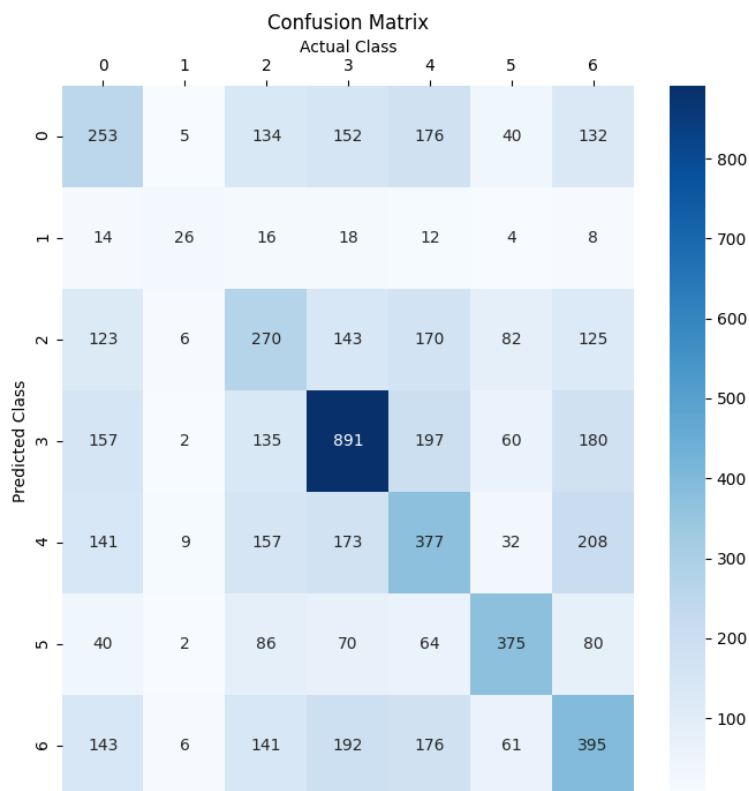 Confusion Matrix
Actual Class
0 1 2 3 4 5 6
Predicted Class
0 253 5 134 152 176 40 132
1 14 26 16 18 12 4 8
2 123 6 270 143 170 82 125
3 157 2 135 891 197 60 180
4 141 9 157 173 377 32 208
5 40 2 86 70 64 375 80
6 143 6 141 192 176 61 395
800
700
600
500
400
300
200
100